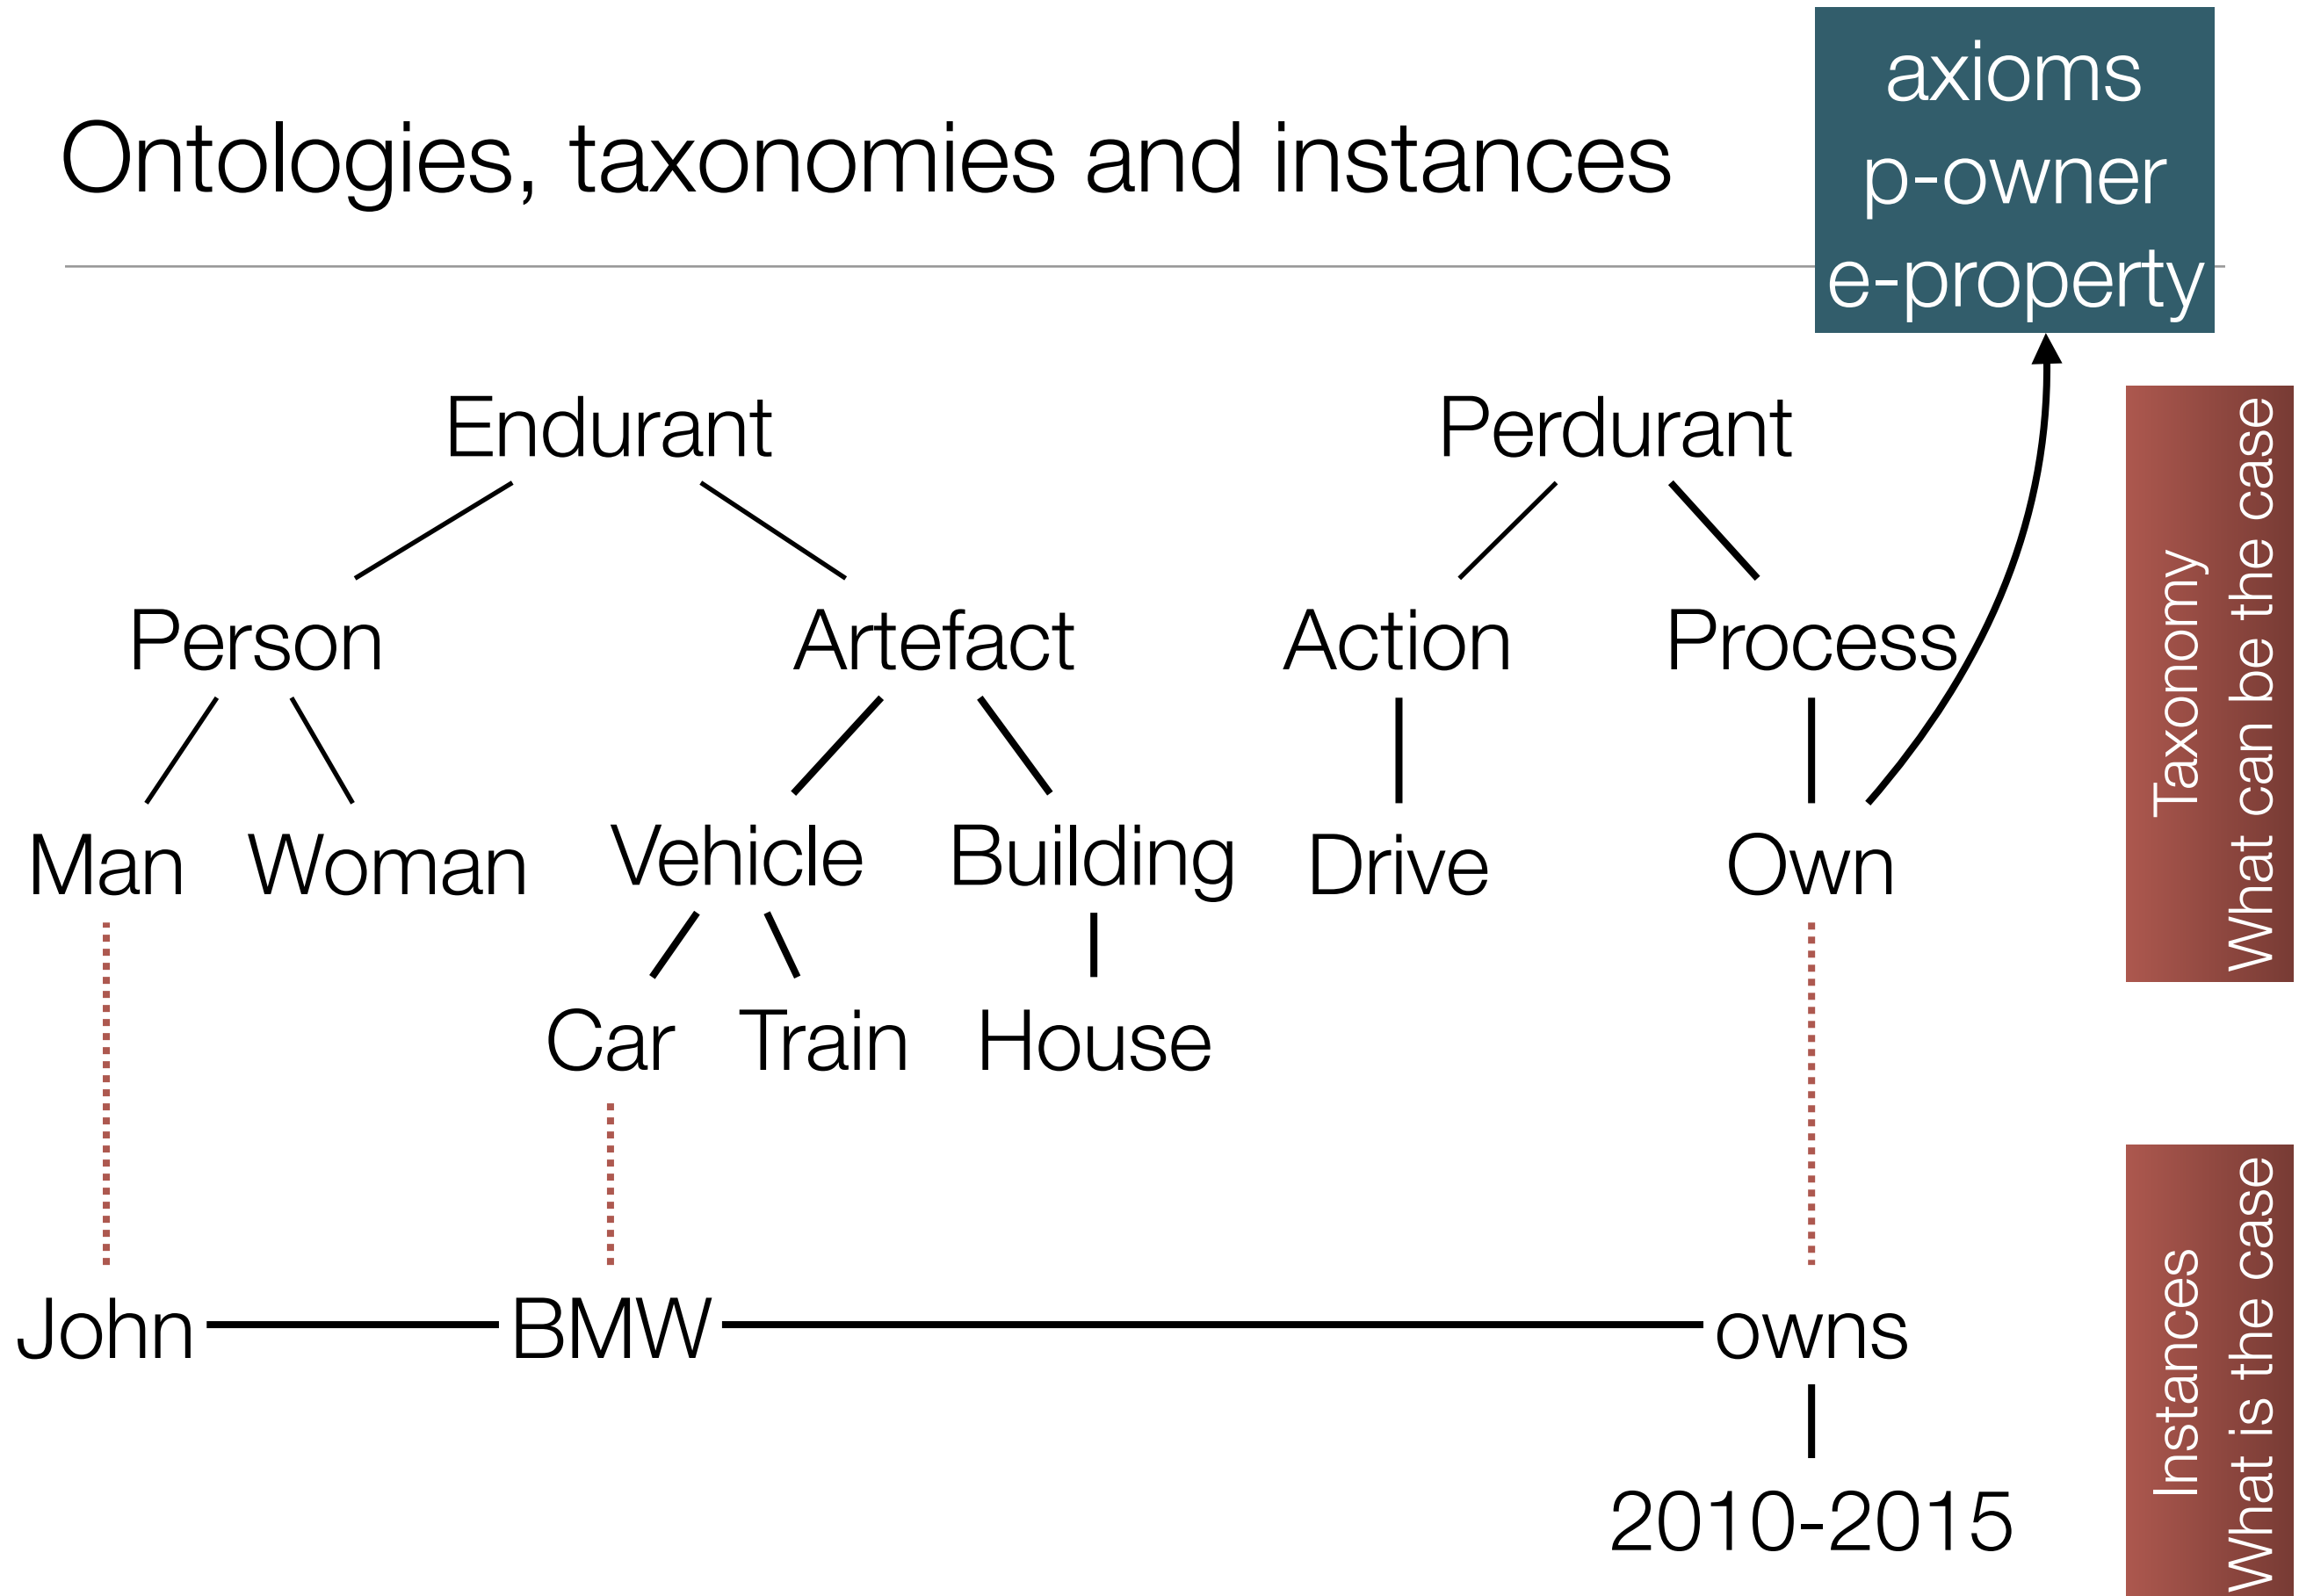 Ontologies, taxonomies and instances
axioms
p-owner
e-property
Endurant
Perdurant
Person
Artefact
Action
Process
Man
Woman
Vehicle
Building
Drive
Own
Car
Train
House
Taxonomy
What can be the case
John
BMW
owns
2010-2015
Instances
What is the case